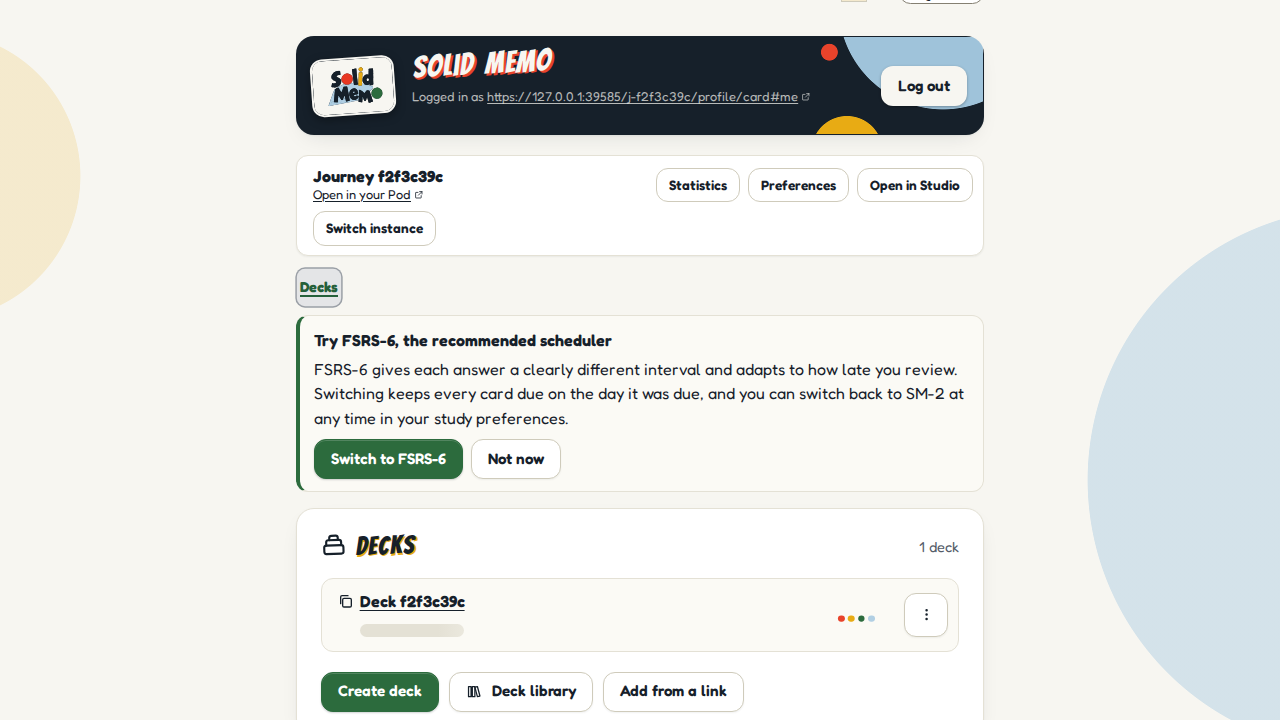 Solid
Memo
SOLID MEMO
Logged in as https://127.0.0.1:39585/j-f2f3c39c/profile/card#me
Log out
Journey f2f3c39c
Open in your Pod
Statistics
Preferences
Open in Studio
Switch instance
Decks
Try FSRS-6, the recommended scheduler
FSRS-6 gives each answer a clearly different interval and adapts to how late you review.
Switching keeps every card due on the day it was due, and you can switch back to SM-2 at
any time in your study preferences.
Switch to FSRS-6
Not now
DECKS
1 deck
Deck f2f3c39c
Create deck
Deck library
Add from a link